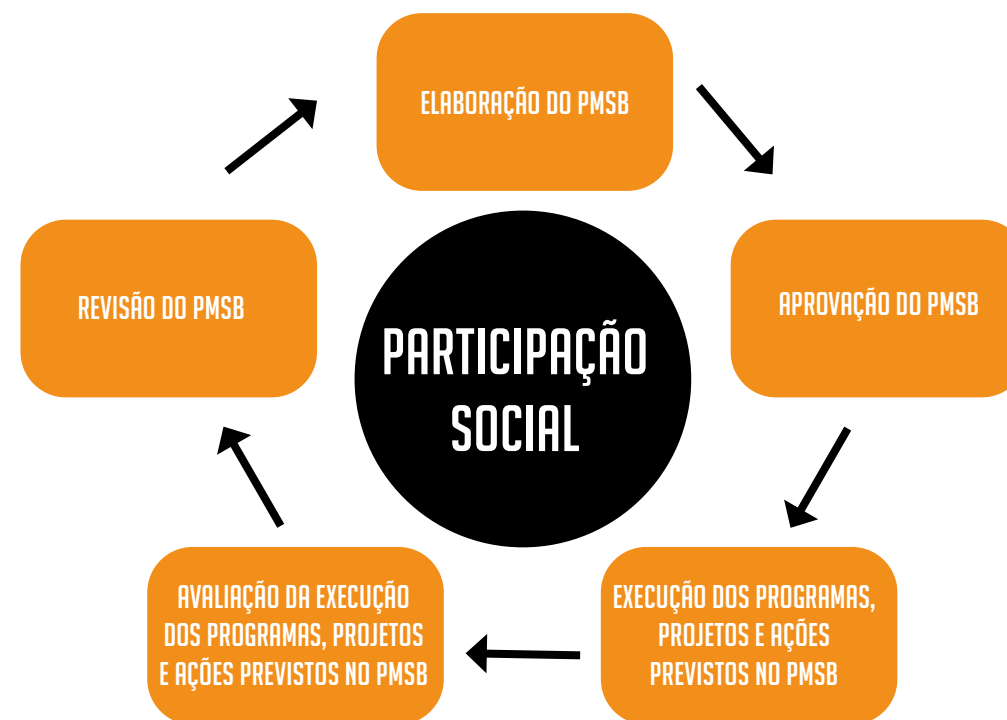 ELABORAÇÃO DO PMSB
REVISÃO DO PMSB
APROVAÇÃO DO PMSB
PARTICIPAÇÃO
SOCIAL
AVALIAÇÃO DA EXECUÇÃO
DOS PROGRAMAS, PROJETOS
E AÇÕES PREVISTOS NO PMSB
EXECUÇÃO DOS PROGRAMAS,
PROJETOS E AÇÕES
PREVISTOS NO PMSB